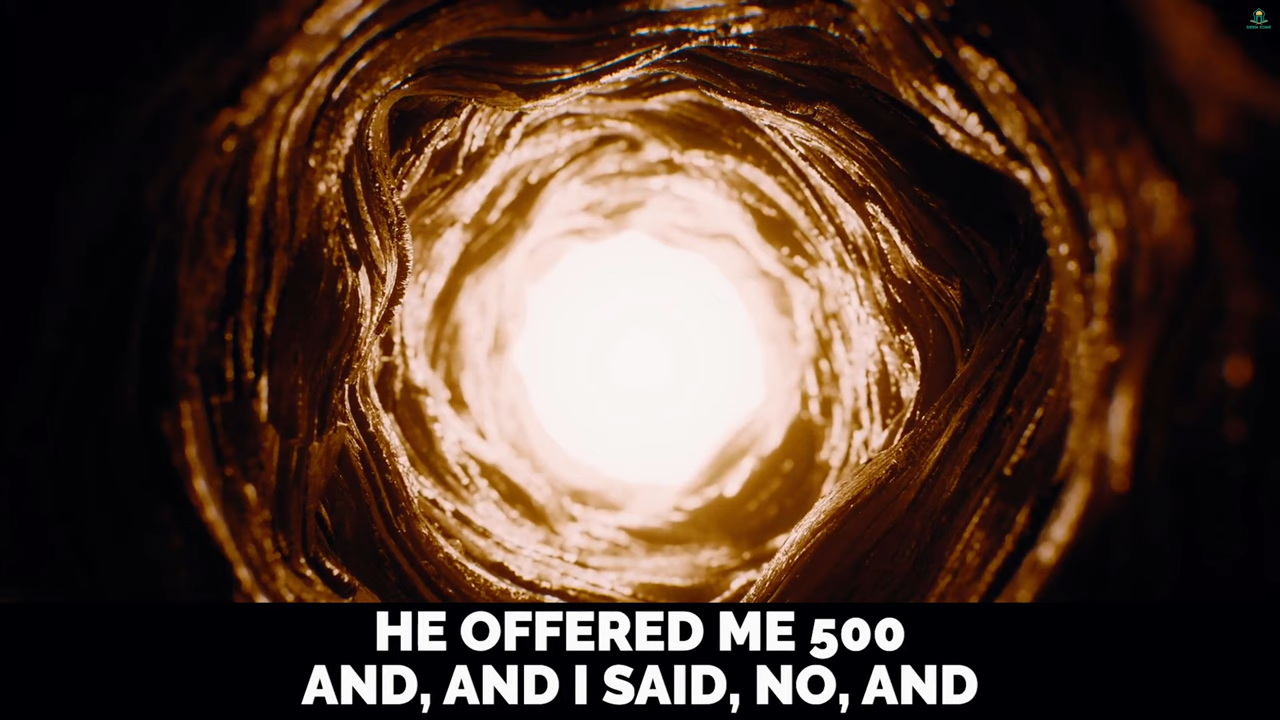 HE OFFERED ME 500
AND, AND I SAID, NO, AND